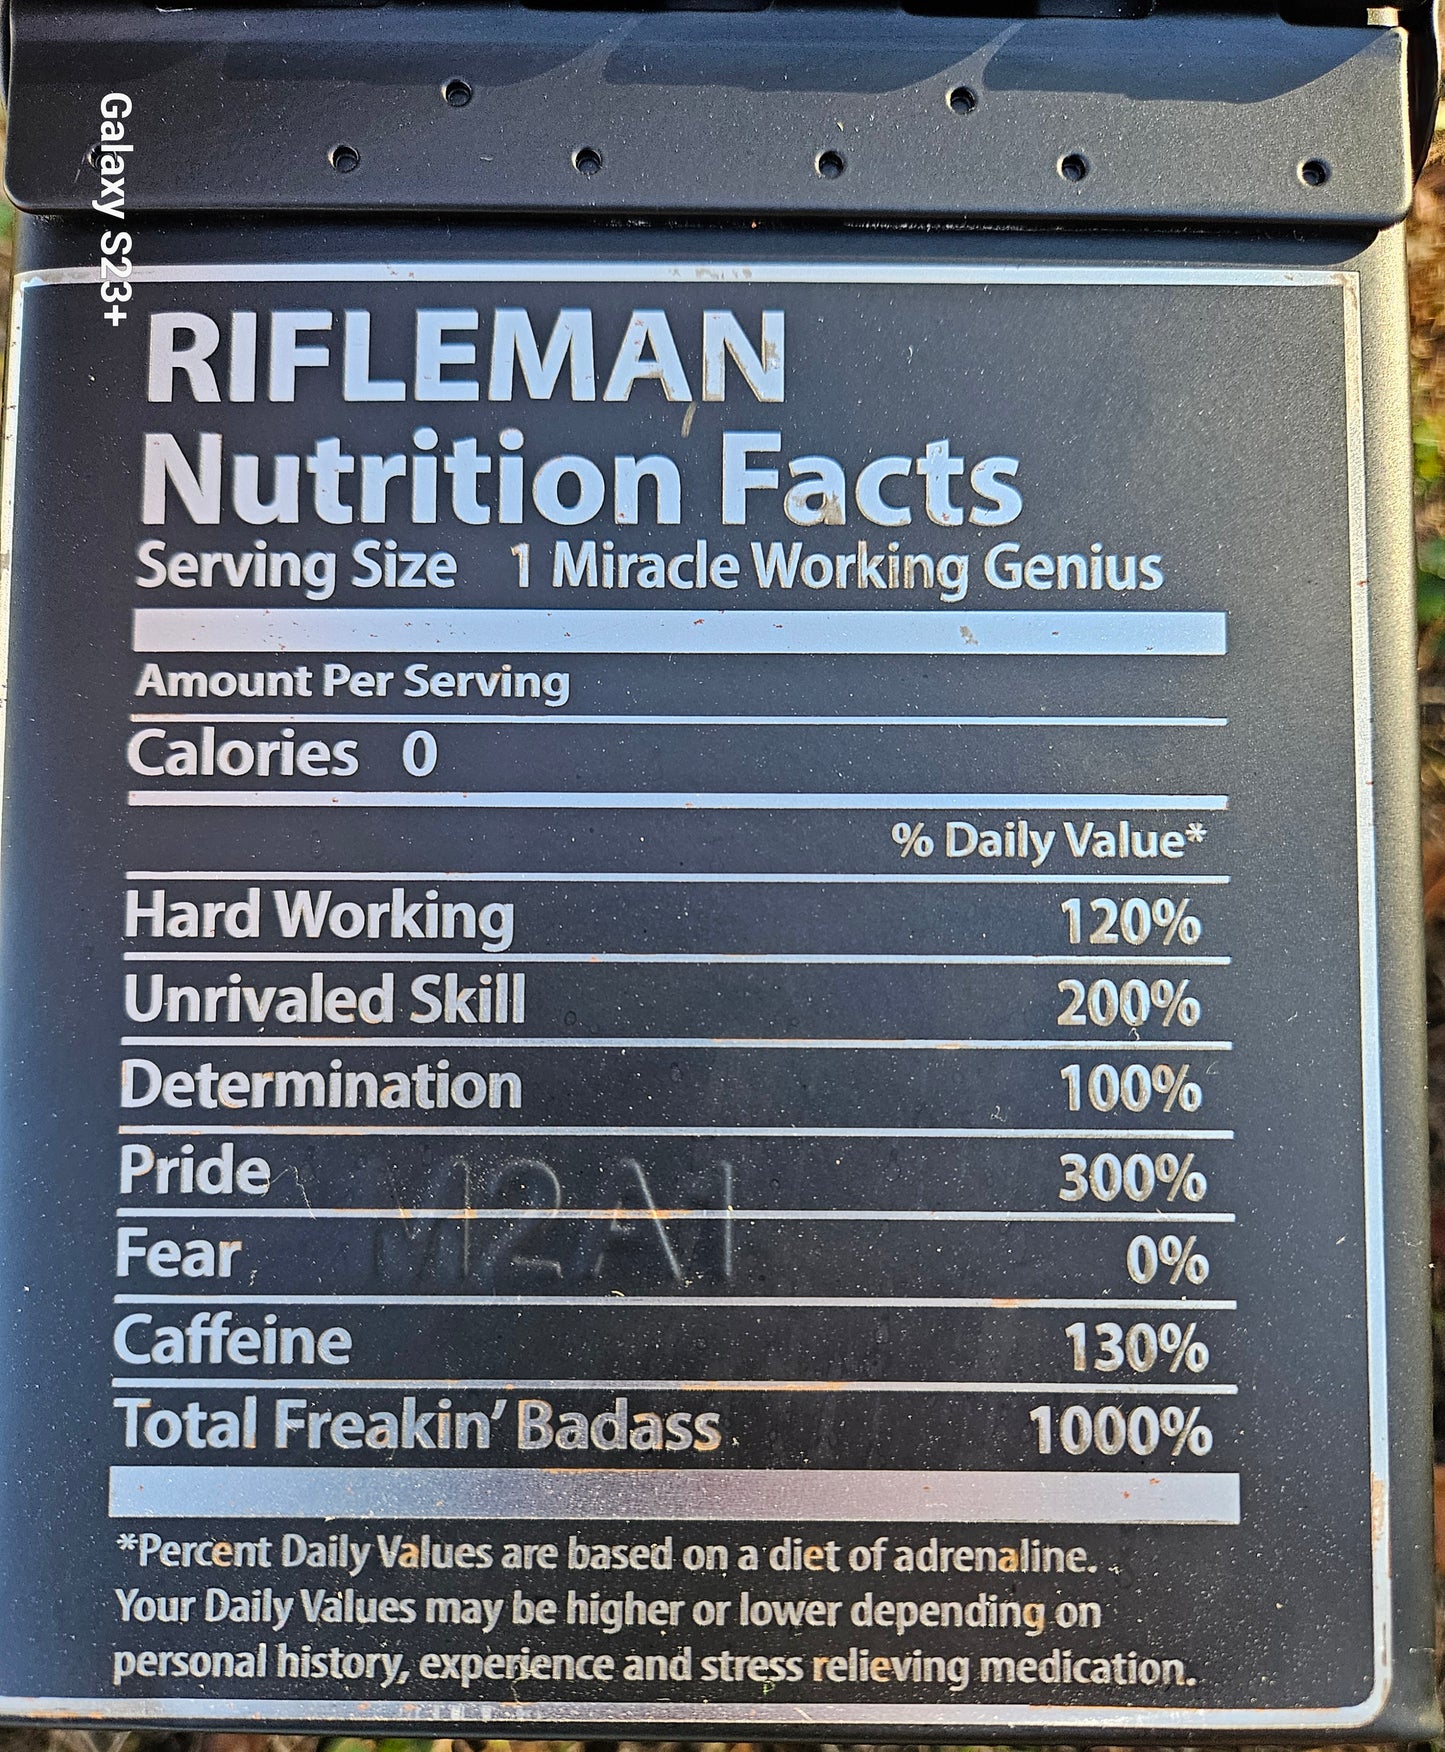 Galaxy S23+
RIFLEMAN
Nutrition Facts
Serving Size 1 Miracle Working Genius
Amount Per Serving
Calories 0
% Daily Value*
Hard Working 120%
Unrivaled Skill 200%
Determination 100%
Pride 300%
M2A1
Fear 0%
Caffeine 130%
Total Freakin’ Badass 1000%
*Percent Daily Values are based on a diet of adrenaline.
Your Daily Values may be higher or lower depending on
personal history, experience and stress relieving medication.